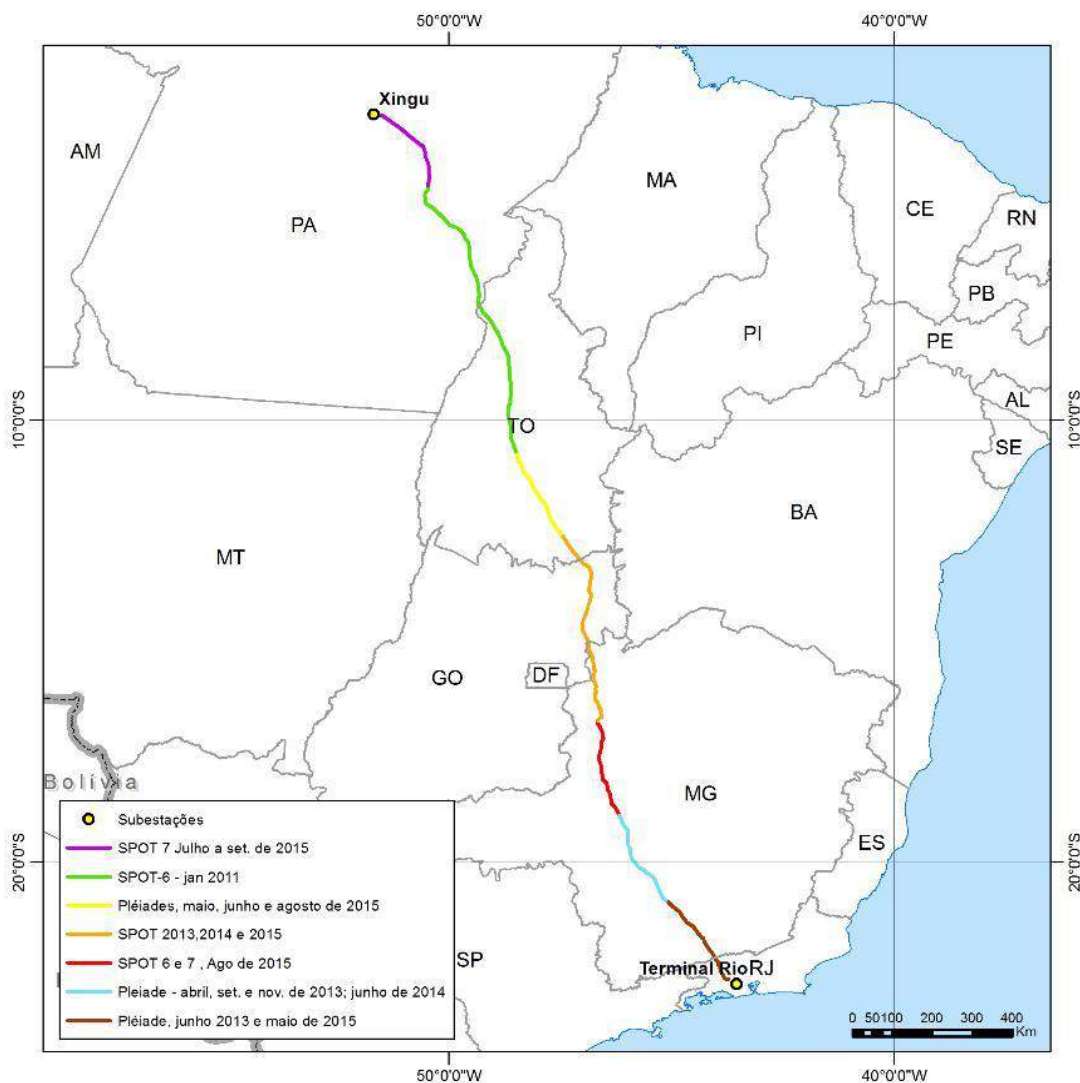 50°0'0"W
40°0'0"W
Xingu
AM
MA
CE
PA
RN
PB
PI
PE
10°0'0"S
10°0'0"S
AL
TO
SE
BA
MT
GO
DF
Bolívia
MG
ES
20°0'0"S
20°0'0"S
SP
Terminal Rio
RJ
Subestações
SPOT 7 Julho a set. de 2015
SPOT-6 - jan 2011
Pléiades, maio, junho e agosto de 2015
SPOT 2013,2014 e 2015
SPOT 6 e 7 , Ago de 2015
Pleiade - abril, set. e nov. de 2013; junho de 2014
Pléiade, junho 2013 e maio de 2015
0 50100 200 300 400
Km
50°0'0"W
40°0'0"W